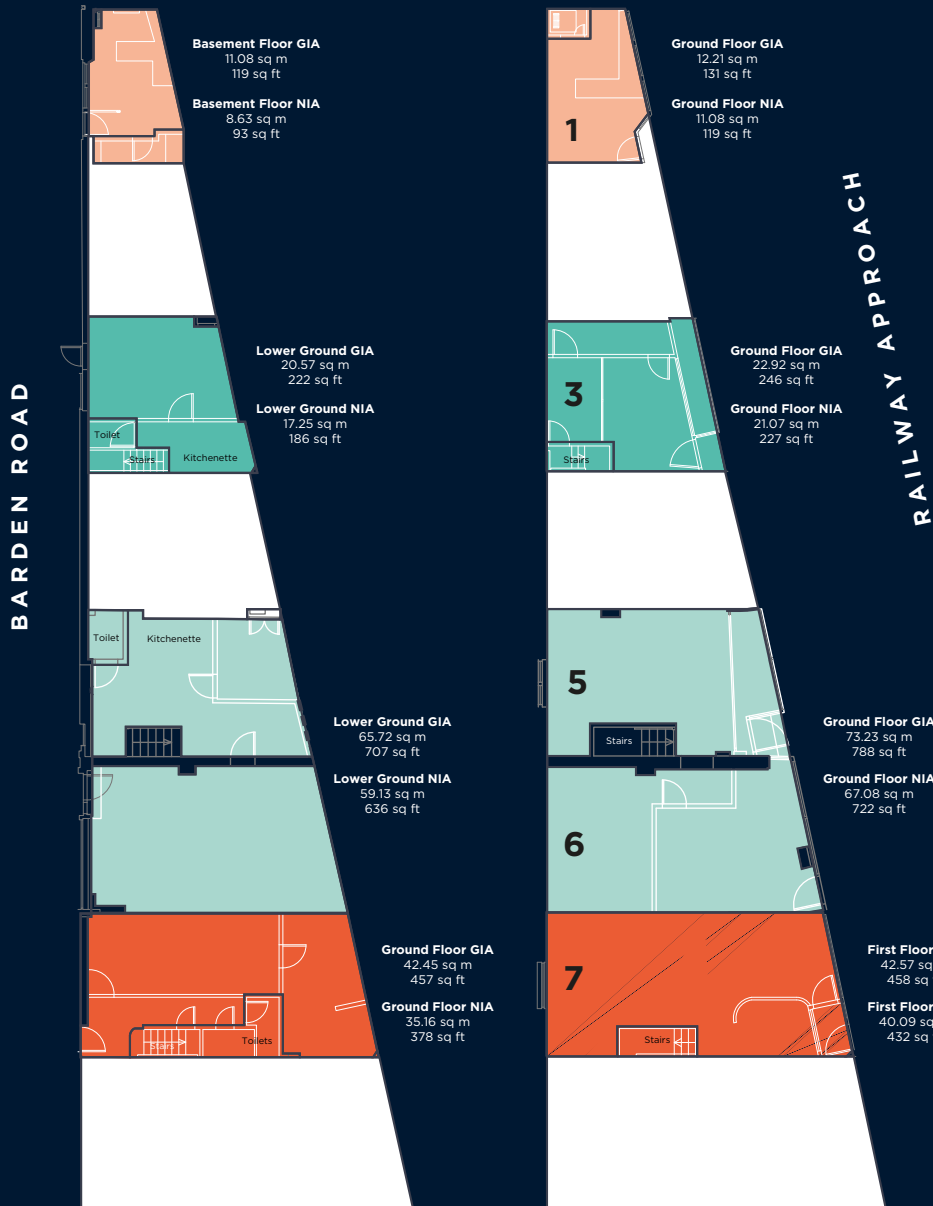 BARDEN ROAD
Basement Floor GIA
11.08 sq m
119 sq ft
Basement Floor NIA
8.63 sq m
93 sq ft
Ground Floor GIA
12.21 sq m
131 sq ft
Ground Floor NIA
11.08 sq m
119 sq ft
1
RAILWAY APPROACH
Lower Ground GIA
20.57 sq m
222 sq ft
Lower Ground NIA
17.25 sq m
186 sq ft
Toilet
Stairs
Kitchenette
Ground Floor GIA
22.92 sq m
246 sq ft
Ground Floor NIA
21.07 sq m
227 sq ft
3
Stairs
Toilet
Kitchenette
Lower Ground GIA
65.72 sq m
707 sq ft
Lower Ground NIA
59.13 sq m
636 sq ft
5
Stairs
Ground Floor GIA
73.23 sq m
788 sq ft
Ground Floor NIA
67.08 sq m
722 sq ft
6
Ground Floor GIA
42.45 sq m
457 sq ft
Ground Floor NIA
35.16 sq m
378 sq ft
Stairs
Toilets
7
Stairs
First Floor
42.57 sq
458 sq
First Floor
40.09 sq
432 sq